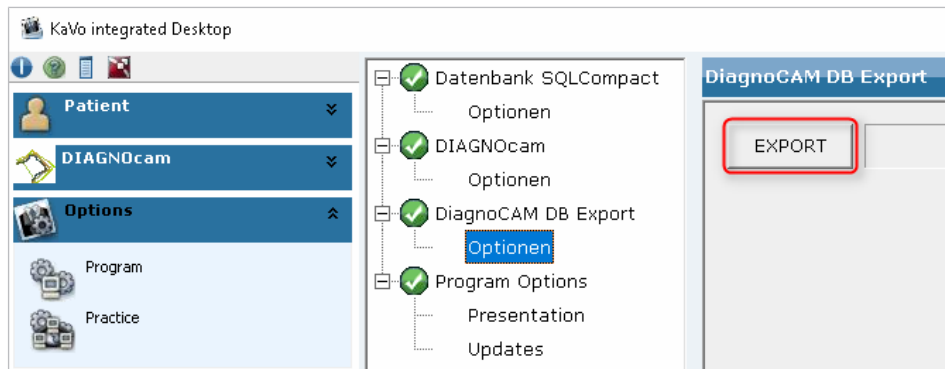 KaVo integrated Desktop
Patient
DIAGNOcam
Options
Program
Practice
Datenbank SQLCompact
Optionen
DIAGNOcam
Optionen
DiagnoCAM DB Export
Optionen
Program Options
Presentation
Updates
DiagnoCAM DB Export
EXPORT